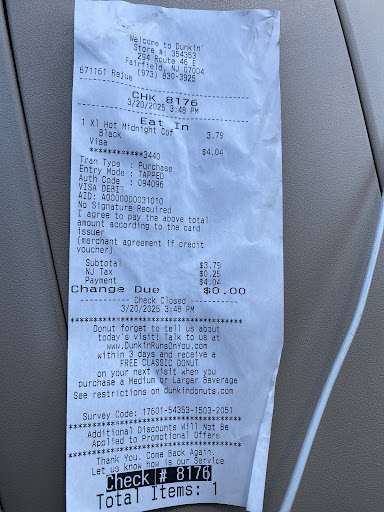 Welcome to Dunkin'
Store #: 354353
294 Route 46 E
Fairfield, NJ 07004
671161 Rajue (973) 830-3925
CHK 8176
3/20/2025 3:48 PM
Eat In
1 Xl Hot Midnight Cof 3.79
Black
Visa $4.04
************3440
Tran Type : Purchase
Entry Mode : TAPPED
Auth Code : 094096
VISA DEBIT
AID: A0000000031010
No Signature Required
I agree to pay the above total
amount according to the card
issuer
(merchant agreement if credit
voucher)
Subtotal $3.79
NJ Tax $0.25
Payment $4.04
Change Due $0.00
---------- Check Closed ----------
3/20/2025 3:48 PM
************************************
Donut forget to tell us about
today's visit! Talk to us at
www.DunkinRunsOnYou.com
within 3 days and receive a
FREE CLASSIC DONUT
on your next visit when you
purchase a Medium or Larger Beverage
See restrictions on dunkindonuts.com
Survey Code: 17601-54353-1503-2051
************************************
Additional Discounts Will Not Be
Applied to Promotional Offers
************************************
Thank You. Come Back Again.
Let us know how is our Service
Check # 8176
Total Items: 1